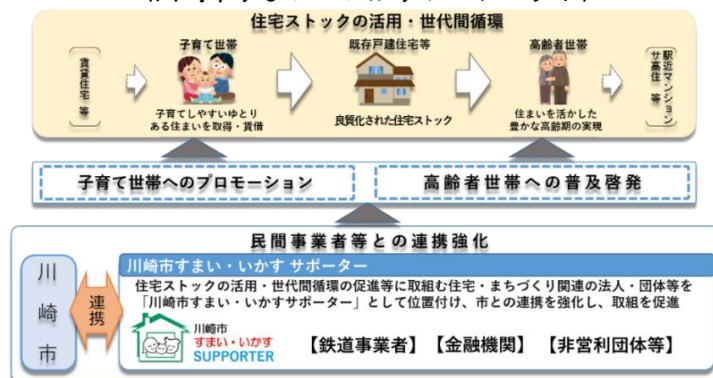 住宅ストックの活用・世代間循環
賃貸住宅 等
子育て世帯
子育てしやすいゆとり
ある住まいを取得・賃借
既存戸建住宅等
良質化された住宅ストック
高齢者世帯
住まいを活かした
豊かな高齢期の実現
駅近マンション
サ高住 等
子育て世帯へのプロモーション
高齢者世帯への普及啓発
民間事業者等との連携強化
川崎市
連携
川崎市すまい・いかす サポーター
住宅ストックの活用・世代間循環の促進等に取組む住宅・まちづくり関連の法人・団体等を
「川崎市すまい・いかすサポーター」として位置付け、市との連携を強化し、取組を促進
川崎市
すまい・いかす
SUPPORTER
【鉄道事業者】【金融機関】【非営利団体等】